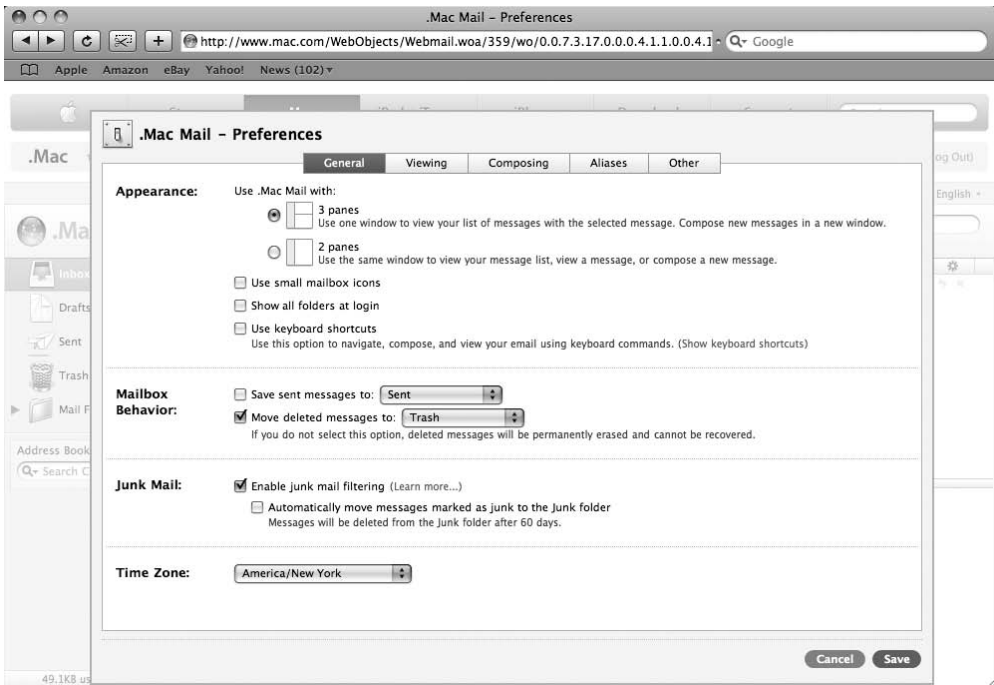 .Mac Mail – Preferences
http://www.mac.com/WebObjects/Webmail.woa/359/wo/0.0.7.3.17.0.0.0.4.1.1.0.0.4.1
Google
Apple Amazon eBay Yahoo! News (102)
.Mac Mail – Preferences
.Mac
og Out)
General Viewing Composing Aliases Other
Appearance:
Use .Mac Mail with:
English
3 panes
Use one window to view your list of messages with the selected message. Compose new messages in a new window.
.Ma
2 panes
Use the same window to view your message list, view a message, or compose a new message.
Inbox
Use small mailbox icons
Drafts
Show all folders at login
Use keyboard shortcuts
Use this option to navigate, compose, and view your email using keyboard commands. (Show keyboard shortcuts)
Sent
Trash
Mailbox Behavior:
Save sent messages to: Sent
Mail F
Move deleted messages to: Trash
If you do not select this option, deleted messages will be permanently erased and cannot be recovered.
Address Book
Search C
Junk Mail:
Enable junk mail filtering (Learn more...)
Automatically move messages marked as junk to the Junk folder
Messages will be deleted from the Junk folder after 60 days.
Time Zone:
America/New York
Cancel Save
49.1KB us